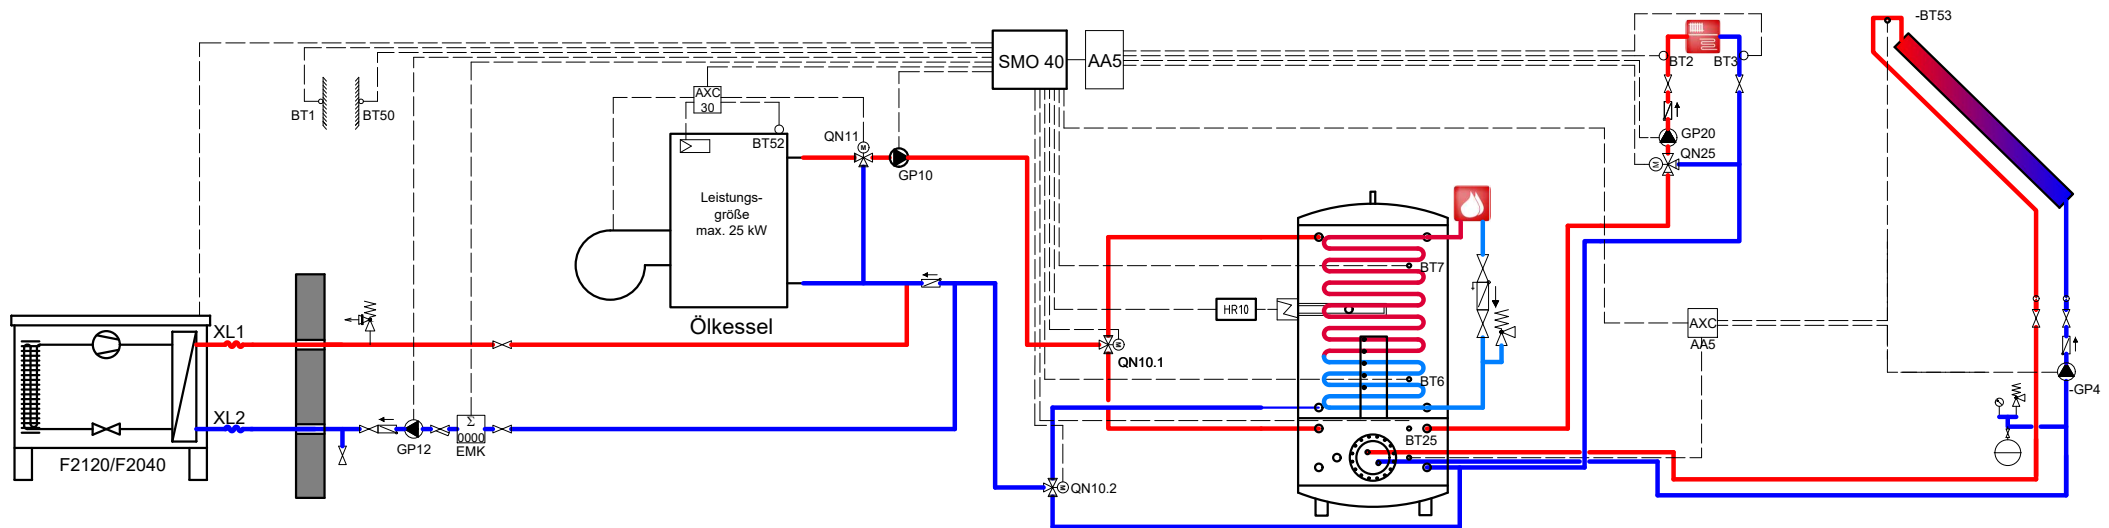 -BT53
SMO 40
AA5
BT2
BT3
AXC
30
BT1
BT50
QN11
BT52
GP20
QN25
GP10
Leistungs-
größe
max. 25 kW
BT7
HR10
Ölkessel
XL1
AXC
AA5
QN10.1
BT6
-GP4
XL2
Σ
0000
GP12
EMK
BT25
F2120/F2040
QN10.2
M
M
M
M
M